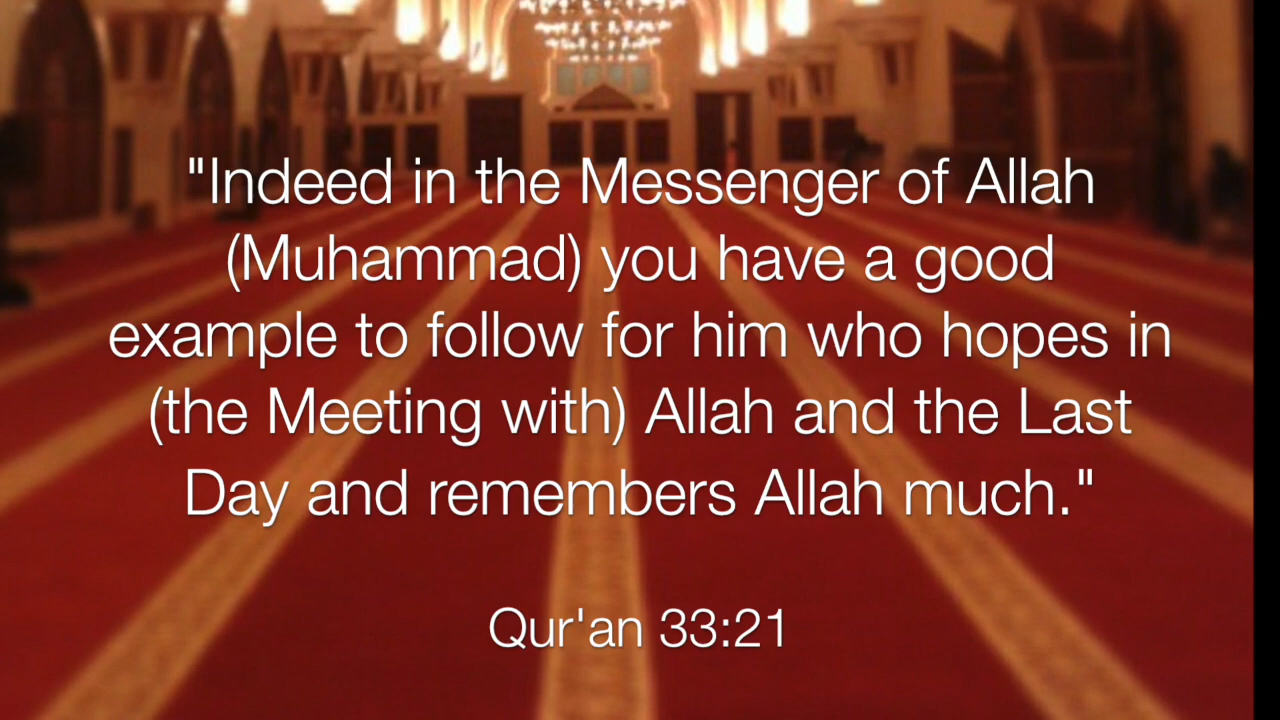 "Indeed in the Messenger of Allah
(Muhammad) you have a good
example to follow for him who hopes in
(the Meeting with) Allah and the Last
Day and remembers Allah much."
Qur'an 33:21